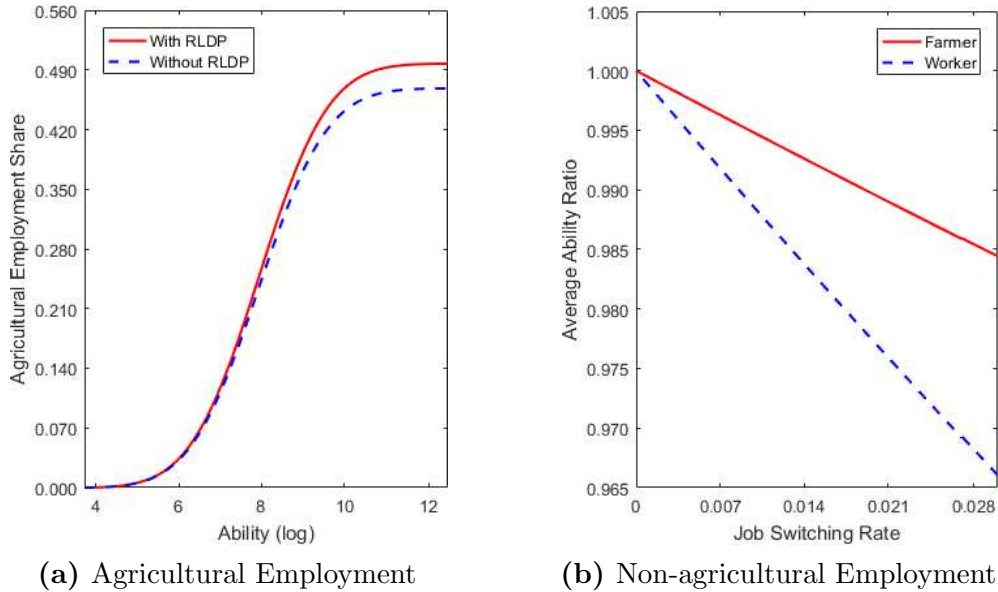 0.560
0.490
0.420
0.350
0.280
0.210
0.140
0.070
0.000
Agricultural Employment Share
With RLDP
Without RLDP
4 6 8 10 12
Ability (log)
(a) Agricultural Employment
1.005
1.000
0.995
0.990
0.985
0.980
0.975
0.970
0.965
Average Ability Ratio
Farmer
Worker
0 0.007 0.014 0.021 0.028
Job Switching Rate
(b) Non-agricultural Employment